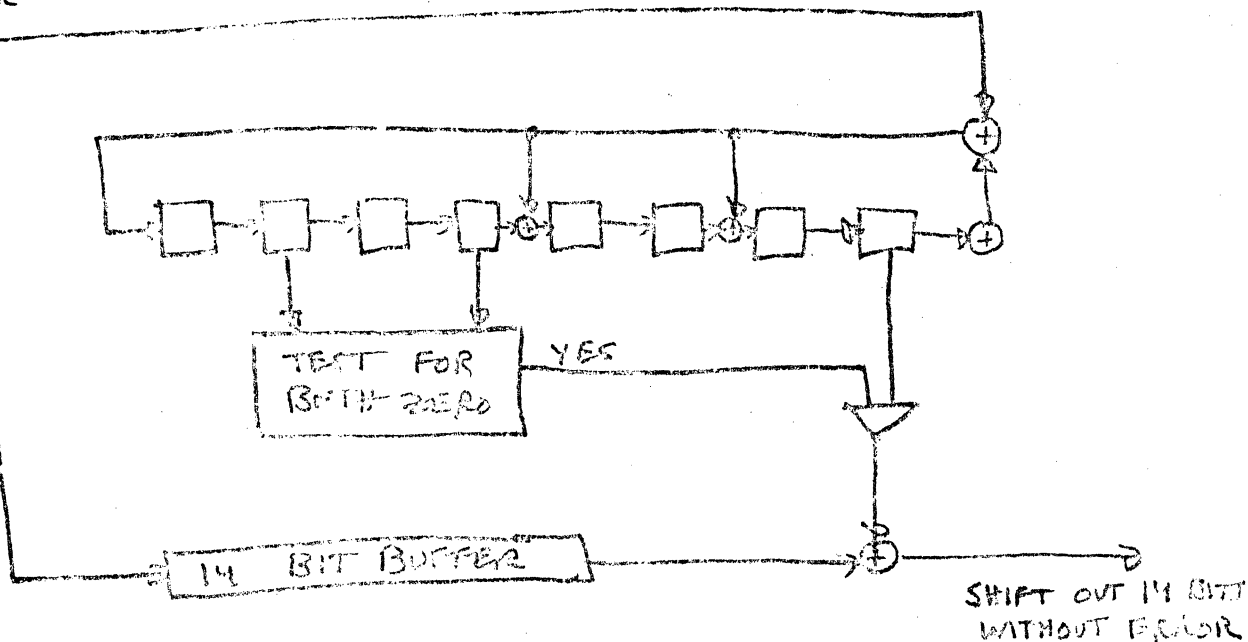 YES
TEST FOR
BOTH ZERO
14 BIT BUFFER
SHIFT OUT 14 BITS
WITHOUT ERROR